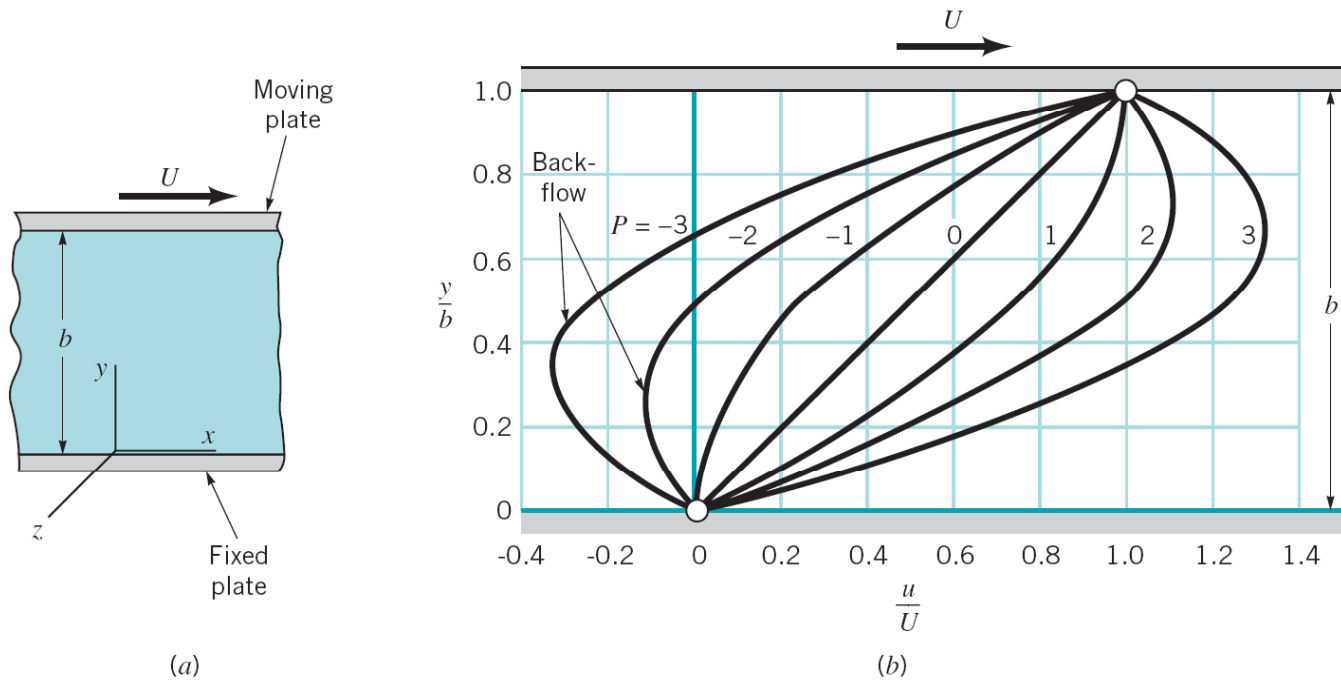 Moving
plate
U
b
y
x
z
Fixed
plate
(a)
U
1.0
0.8
0.6
0.4
0.2
0
y
b
Back-
flow
P = −3
−2
−1
0
1
2
3
b
-0.4
-0.2
0
0.2
0.4
0.6
0.8
1.0
1.2
1.4
u
U
(b)